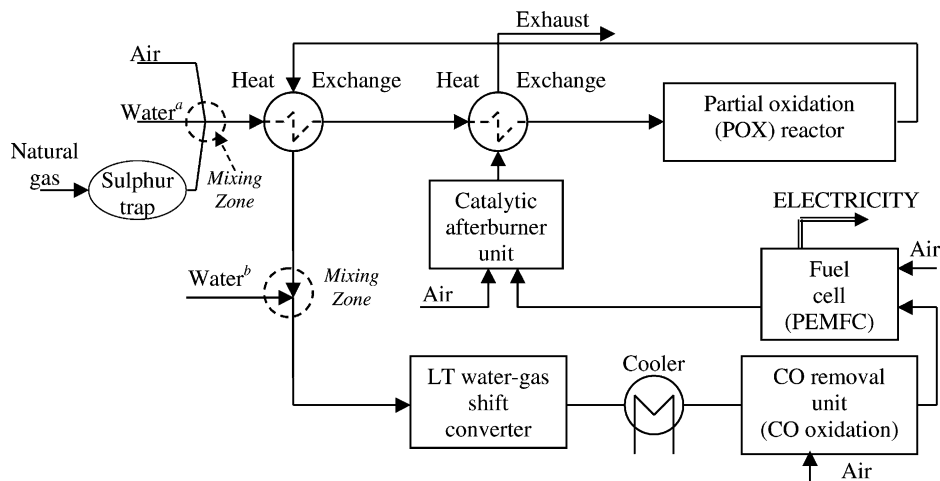 Exhaust
Air
Heat Exchange
Heat Exchange
Water^a
Partial oxidation
(POX) reactor
Natural
gas
Sulphur
trap
Mixing
Zone
Catalytic
afterburner
unit
ELECTRICITY
Water^b
Mixing
Zone
Air
Fuel
cell
(PEMFC)
Air
LT water-gas
shift
converter
Cooler
CO removal
unit
(CO oxidation)
Air